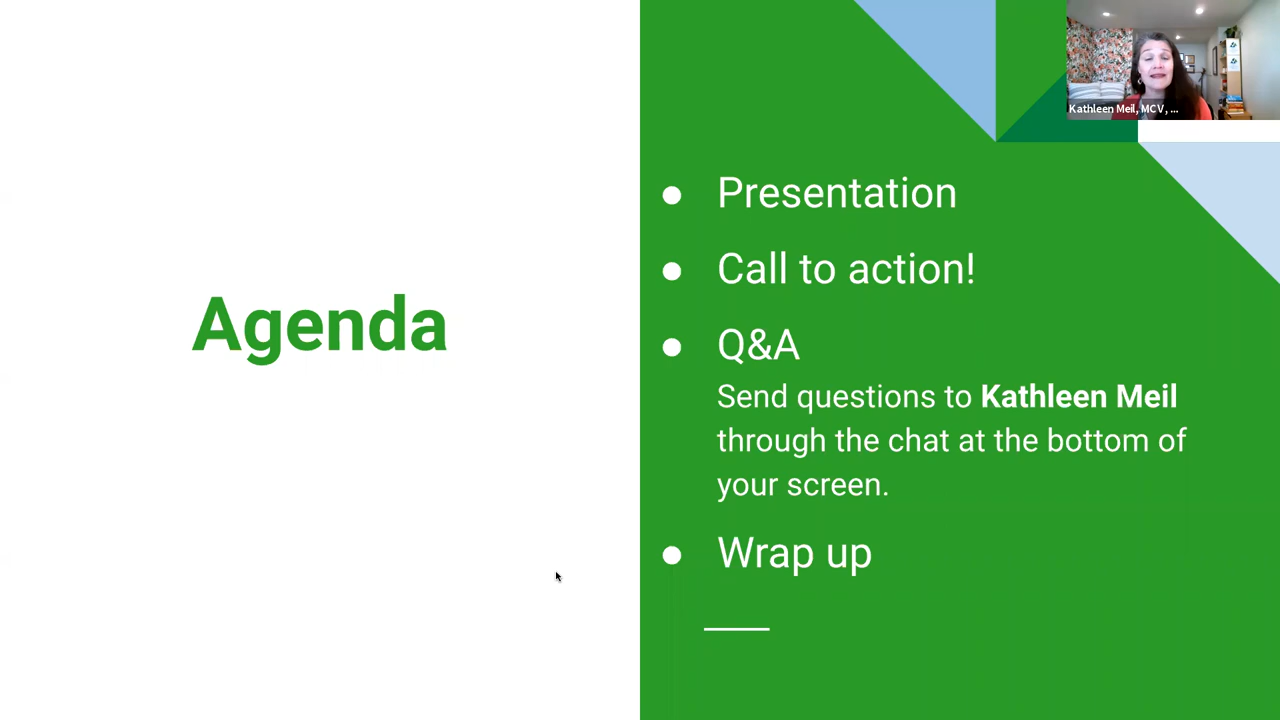 Kathleen Meil, MCV, ...
Agenda
● Presentation
● Call to action!
● Q&A
Send questions to Kathleen Meil
through the chat at the bottom of
your screen.
● Wrap up